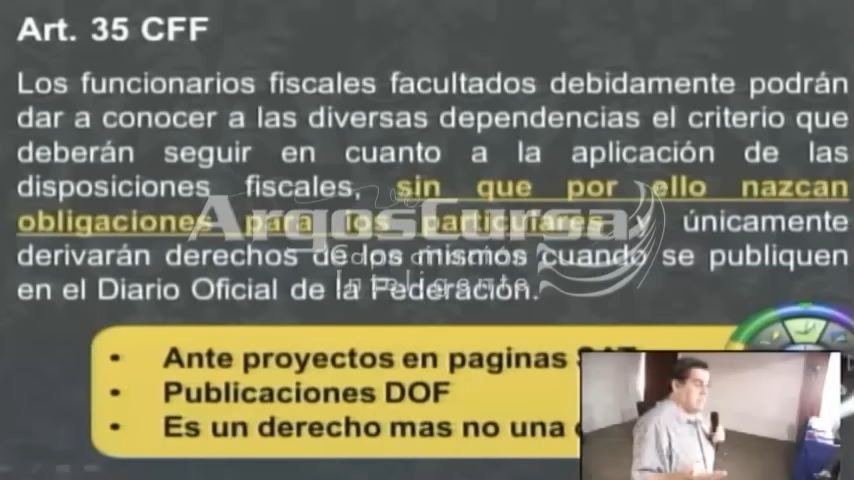 Art. 35 CFF
Los funcionarios fiscales facultados debidamente podrán
dar a conocer a las diversas dependencias el criterio que
deberán seguir en cuanto a la aplicación de las
disposiciones fiscales, sin que por ello nazcan
obligaciones para los particulares y únicamente
derivarán derechos de los mismos cuando se publiquen
en el Diario Oficial de la Federación.
ArgosCursa
Capacitación
Inteligente
• Ante proyectos en paginas
• Publicaciones DOF
• Es un derecho mas no una